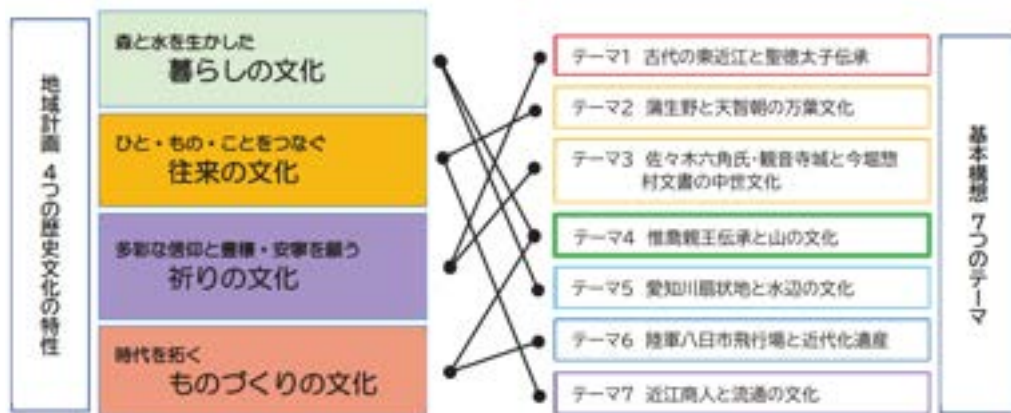 地域計画 4つの歴史文化の特性
森と水を生かした
暮らしの文化
ひと・もの・ことをつなぐ
往来の文化
多彩な信仰と豊穣・安寧を願う
祈りの文化
時代を拓く
ものづくりの文化
テーマ1 古代の東近江と聖徳太子伝承
テーマ2 蒲生野と天智朝の万葉文化
テーマ3 佐々木六角氏・観音寺城と今堀惣
村文書の中世文化
テーマ4 惟喬親王伝承と山の文化
テーマ5 愛知川扇状地と水辺の文化
テーマ6 陸軍八日市飛行場と近代化遺産
テーマ7 近江商人と流通の文化
基本構想 7つのテーマ